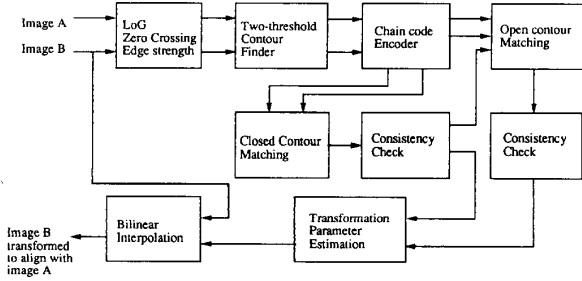 Image A
Image B
LoG
Zero Crossing
Edge strength
Two-threshold
Contour
Finder
Chain code
Encoder
Open contour
Matching
Closed Contour
Matching
Consistency
Check
Consistency
Check
Image B
transformed
to align with
image A
Bilinear
Interpolation
Transformation
Parameter
Estimation